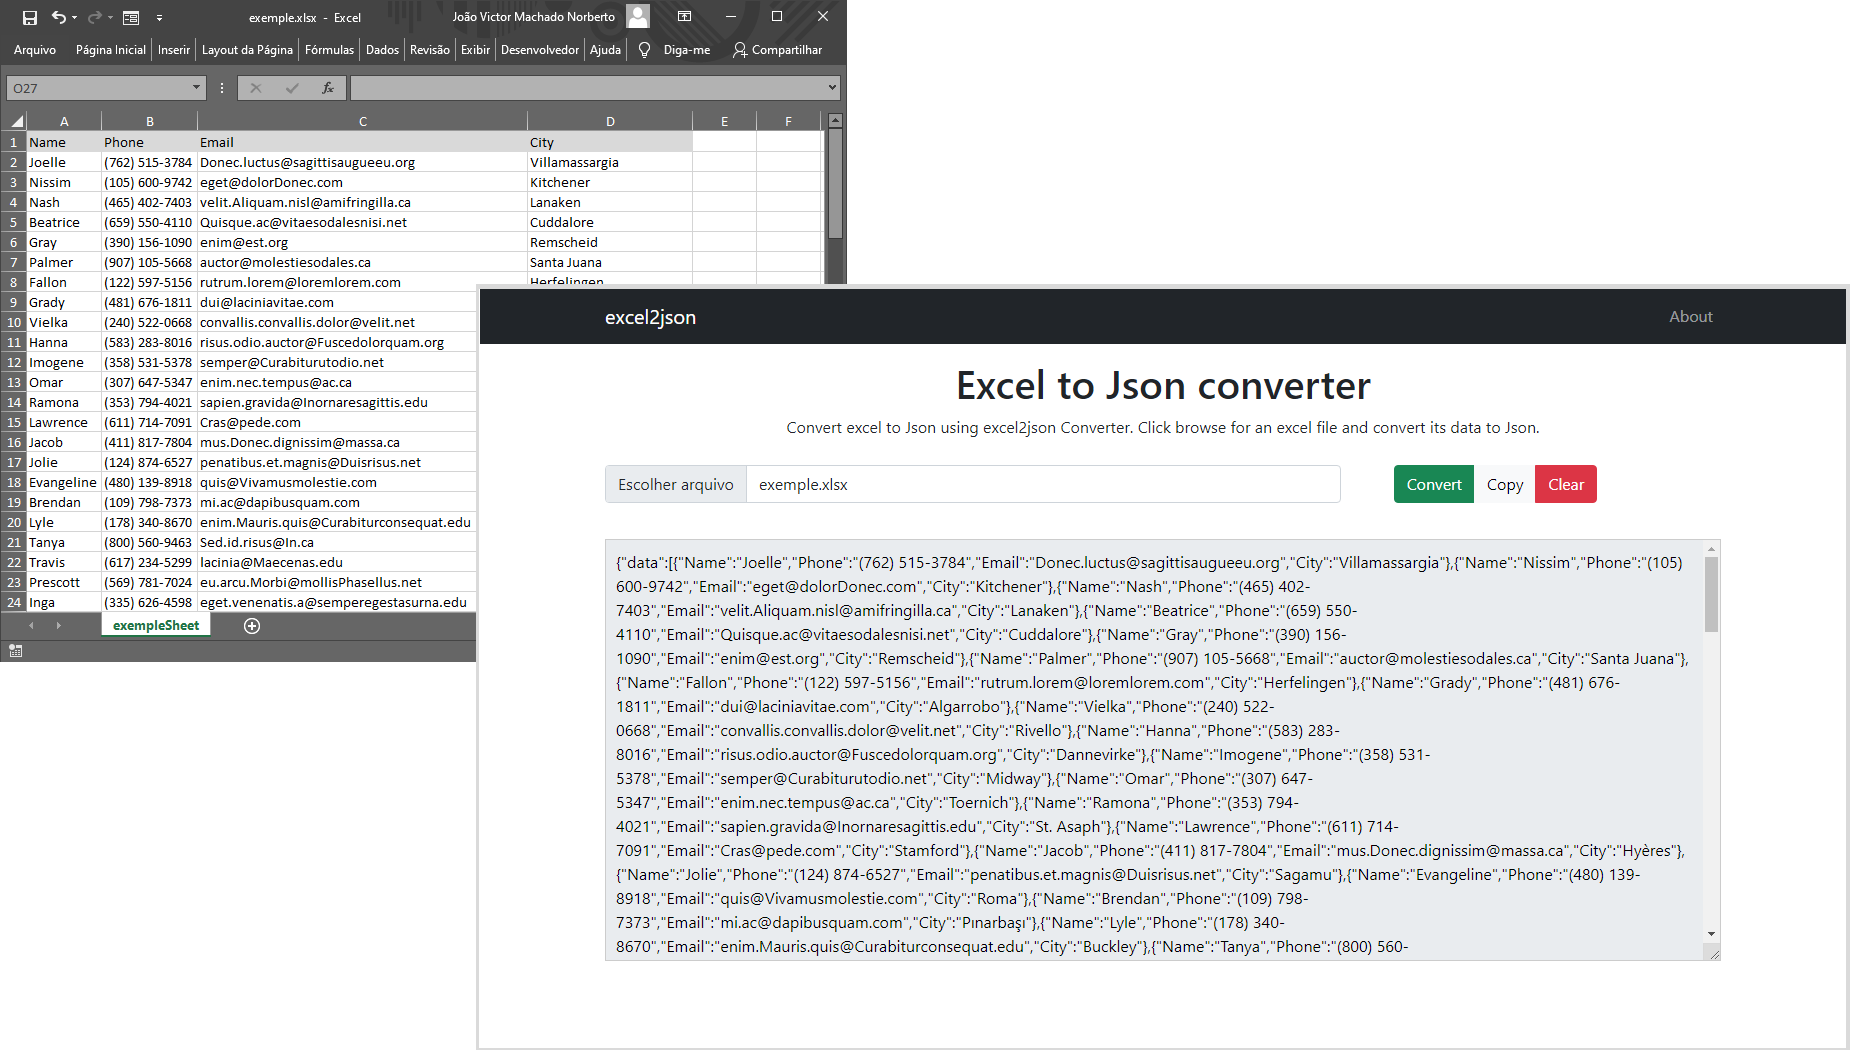 exemple.xlsx - Excel
João Victor Machado Norberto
Arquivo Página Inicial Inserir Layout da Página Fórmulas Dados Revisão Exibir Desenvolvedor Ajuda Diga-me Compartilhar
O27 fx
A B C D E F
1 Name Phone Email City
2 Joelle (762) 515-3784 Donec.luctus@sagittisaugueeu.org Villamassargia
3 Nissim (105) 600-9742 eget@dolorDonec.com Kitchener
4 Nash (465) 402-7403 velit.Aliquam.nisl@amifringilla.ca Lanaken
5 Beatrice (659) 550-4110 Quisque.ac@vitaesodalesnisi.net Cuddalore
6 Gray (390) 156-1090 enim@est.org Remscheid
7 Palmer (907) 105-5668 auctor@molestiesodales.ca Santa Juana
8 Fallon (122) 597-5156 rutrum.lorem@loremlorem.com Herfelingen
9 Grady (481) 676-1811 dui@laciniavitae.com
10 Vielka (240) 522-0668 convallis.convallis.dolor@velit.net
11 Hanna (583) 283-8016 risus.odio.auctor@Fuscedolorquam.org
12 Imogene (358) 531-5378 semper@Curabiturutodio.net
13 Omar (307) 647-5347 enim.nec.tempus@ac.ca
14 Ramona (353) 794-4021 sapien.gravida@Inornaresagittis.edu
15 Lawrence (611) 714-7091 Cras@pede.com
16 Jacob (411) 817-7804 mus.Donec.dignissim@massa.ca
17 Jolie (124) 874-6527 penatibus.et.magnis@Duisrisus.net
18 Evangeline (480) 139-8918 quis@Vivamusmolestie.com
19 Brendan (109) 798-7373 mi.ac@dapibusquam.com
20 Lyle (178) 340-8670 enim.Mauris.quis@Curabiturconsequat.edu
21 Tanya (800) 560-9463 Sed.id.risus@In.ca
22 Travis (617) 234-5299 lacinia@Maecenas.edu
23 Prescott (569) 781-7024 eu.arcu.Morbi@mollisPhasellus.net
24 Inga (335) 626-4598 eget.venenatis.a@semperegestasurna.edu
exempleSheet
excel2json About
Excel to Json converter
Convert excel to Json using excel2json Converter. Click browse for an excel file and convert its data to Json.
Escolher arquivo exemple.xlsx Convert Copy Clear
{"data":[{"Name":"Joelle","Phone":"(762) 515-3784","Email":"Donec.luctus@sagittisaugueeu.org","City":"Villamassargia"},{"Name":"Nissim","Phone":"(105)
600-9742","Email":"eget@dolorDonec.com","City":"Kitchener"},{"Name":"Nash","Phone":"(465) 402-
7403","Email":"velit.Aliquam.nisl@amifringilla.ca","City":"Lanaken"},{"Name":"Beatrice","Phone":"(659) 550-
4110","Email":"Quisque.ac@vitaesodalesnisi.net","City":"Cuddalore"},{"Name":"Gray","Phone":"(390) 156-
1090","Email":"enim@est.org","City":"Remscheid"},{"Name":"Palmer","Phone":"(907) 105-5668","Email":"auctor@molestiesodales.ca","City":"Santa Juana"},
{"Name":"Fallon","Phone":"(122) 597-5156","Email":"rutrum.lorem@loremlorem.com","City":"Herfelingen"},{"Name":"Grady","Phone":"(481) 676-
1811","Email":"dui@laciniavitae.com","City":"Algarrobo"},{"Name":"Vielka","Phone":"(240) 522-
0668","Email":"convallis.convallis.dolor@velit.net","City":"Rivello"},{"Name":"Hanna","Phone":"(583) 283-
8016","Email":"risus.odio.auctor@Fuscedolorquam.org","City":"Dannevirke"},{"Name":"Imogene","Phone":"(358) 531-
5378","Email":"semper@Curabiturutodio.net","City":"Midway"},{"Name":"Omar","Phone":"(307) 647-
5347","Email":"enim.nec.tempus@ac.ca","City":"Toernich"},{"Name":"Ramona","Phone":"(353) 794-
4021","Email":"sapien.gravida@Inornaresagittis.edu","City":"St. Asaph"},{"Name":"Lawrence","Phone":"(611) 714-
7091","Email":"Cras@pede.com","City":"Stamford"},{"Name":"Jacob","Phone":"(411) 817-7804","Email":"mus.Donec.dignissim@massa.ca","City":"Hyères"},
{"Name":"Jolie","Phone":"(124) 874-6527","Email":"penatibus.et.magnis@Duisrisus.net","City":"Sagamu"},{"Name":"Evangeline","Phone":"(480) 139-
8918","Email":"quis@Vivamusmolestie.com","City":"Roma"},{"Name":"Brendan","Phone":"(109) 798-
7373","Email":"mi.ac@dapibusquam.com","City":"Pınarbaşı"},{"Name":"Lyle","Phone":"(178) 340-
8670","Email":"enim.Mauris.quis@Curabiturconsequat.edu","City":"Buckley"},{"Name":"Tanya","Phone":"(800) 560-